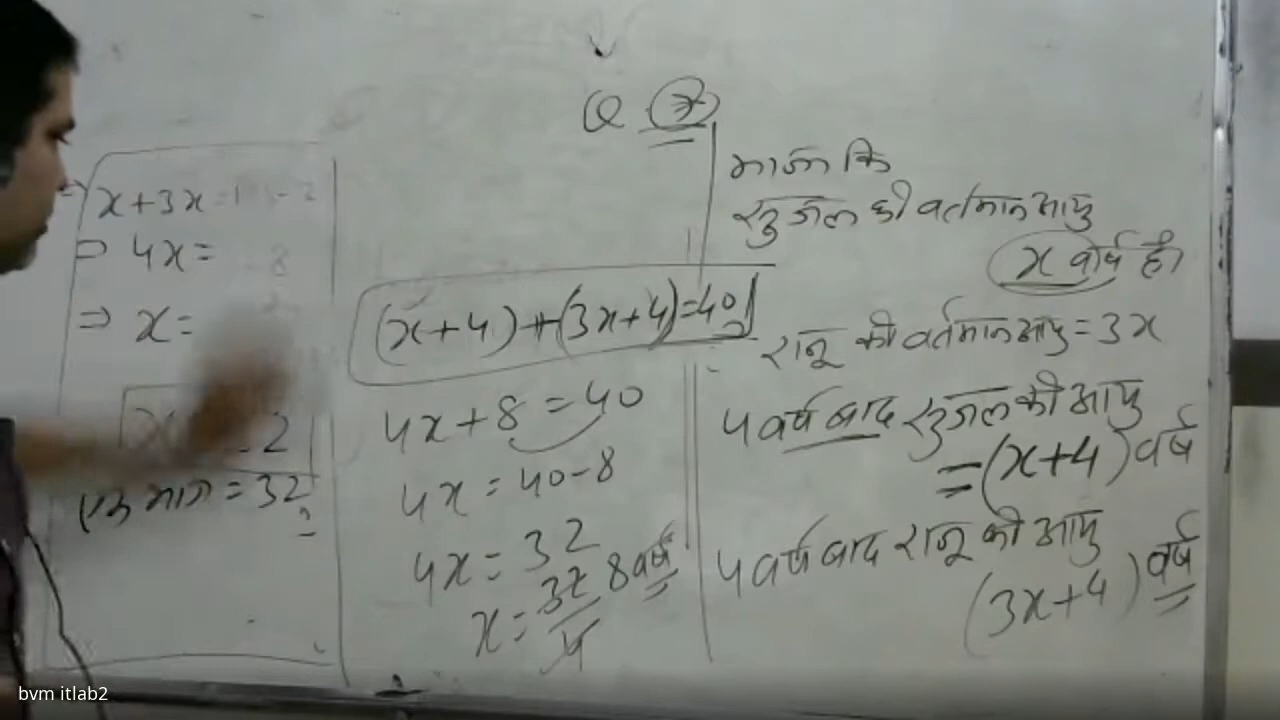 Q 7
माना कि
सुजल की वर्तमान आयु
x वर्ष है।
राजू की वर्तमान आयु = 3x
4 वर्ष बाद सुजल की आयु
= (x+4) वर्ष
4 वर्ष बाद राजू की आयु
(3x+4) वर्ष
(x+4)+(3x+4)=40
4x+8=40
4x=40-8
4x=32
x=32/4 8 वर्ष
x+3x=
⇒ 4x=
⇒ x=
एक भाग = 32
bvm itlab2